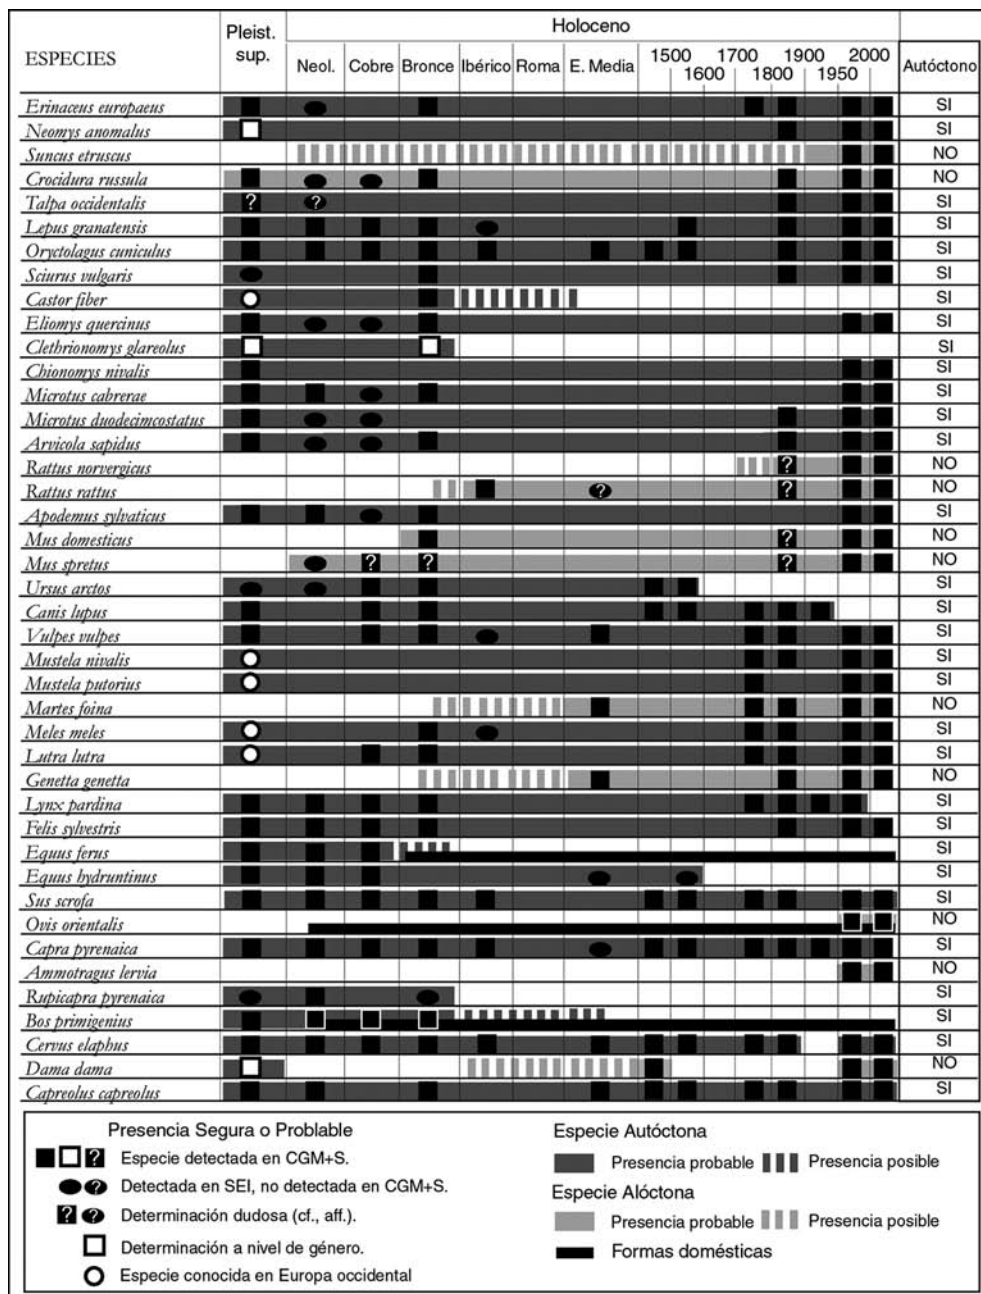 Holoceno
Pleist.
sup.
ESPECIES
1500 1700 1900 2000
Neol. Cobre Bronce Ibérico Roma E. Media 1600 1800 1950 Autóctono
Erinaceus europaeus SI
Neomys anomalus SI
Suncus etruscus NO
Crocidura russula NO
Talpa occidentalis ? ? SI
Lepus granatensis SI
Oryctolagus cuniculus SI
Sciurus vulgaris SI
Castor fiber SI
Eliomys quercinus SI
Clethrionomys glareolus SI
Chionomys nivalis SI
Microtus cabrerae SI
Microtus duodecimcostatus SI
Arvicola sapidus SI
Rattus norvergicus ? NO
Rattus rattus ? ? NO
Apodemus sylvaticus SI
Mus domesticus ? NO
Mus spretus ? ? ? NO
Ursus arctos SI
Canis lupus SI
Vulpes vulpes SI
Mustela nivalis SI
Mustela putorius SI
Martes foina NO
Meles meles SI
Lutra lutra SI
Genetta genetta NO
Lynx pardina SI
Felis sylvestris SI
Equus ferus SI
Equus hydruntinus SI
Sus scrofa SI
Ovis orientalis NO
Capra pyrenaica SI
Ammotragus lervia NO
Rupicapra pyrenaica SI
Bos primigenius SI
Cervus elaphus SI
Dama dama NO
Capreolus capreolus SI
Presencia Segura o Problable
? Especie detectada en CGM+S.
? Detectada en SEI, no detectada en CGM+S.
? ? Determinación dudosa (cf., aff.).
Determinación a nivel de género.
Especie conocida en Europa occidental
Especie Autóctona
Presencia probable Presencia posible
Especie Alóctona
Presencia probable Presencia posible
Formas domésticas